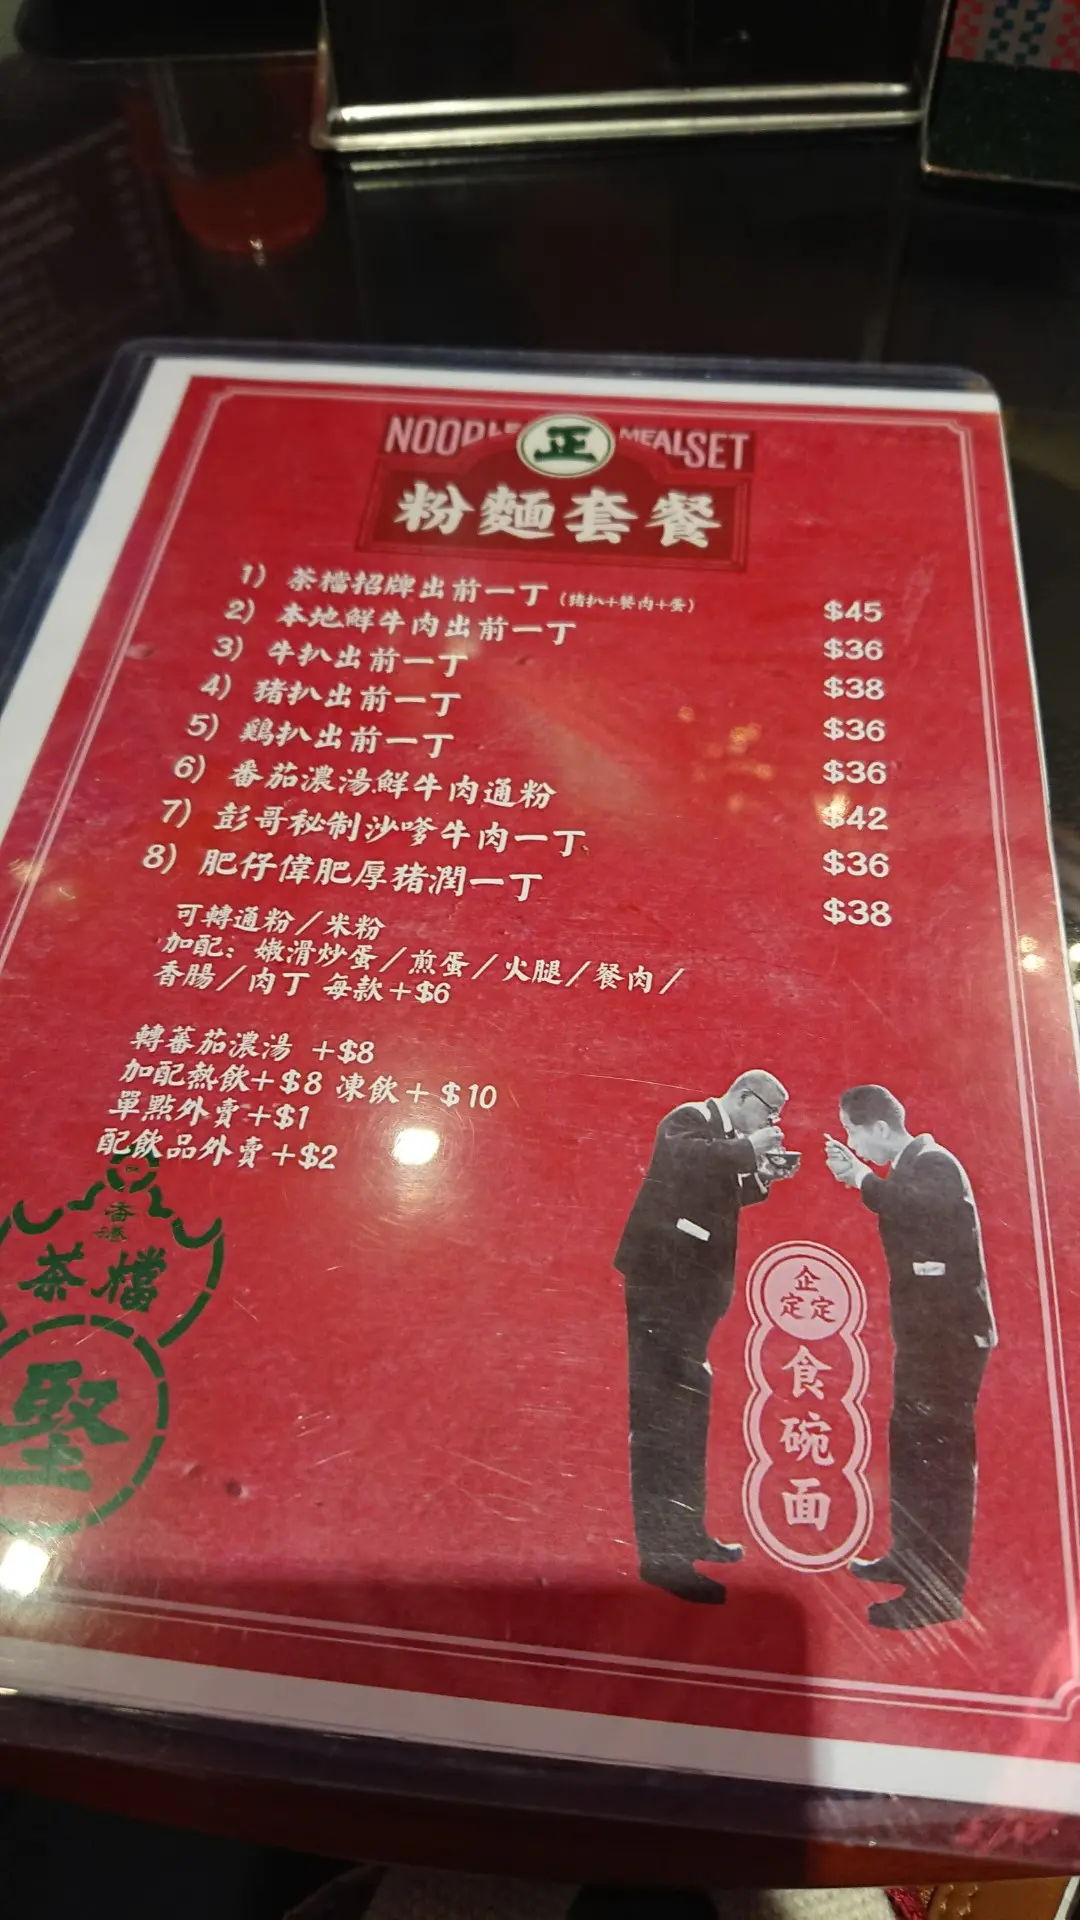 NOODLE 正 MEAL SET
粉麵套餐
1) 茶檔招牌出前一丁 (豬扒+餐肉+蛋) $45
2) 本地鮮牛肉出前一丁 $36
3) 牛扒出前一丁 $38
4) 豬扒出前一丁 $36
5) 鷄扒出前一丁 $36
6) 番茄濃湯鮮牛肉通粉 $42
7) 彭哥秘制沙嗲牛肉一丁 $36
8) 肥仔偉肥厚豬潤一丁 $38
可轉通粉/米粉
加配: 嫩滑炒蛋/煎蛋/火腿/餐肉/
香腸/肉丁 每款+$6
轉蕃茄濃湯 +$8
加配熱飲+$8 凍飲+$10
單點外賣+$1
配飲品外賣+$2
香港
茶檔
堅
企
定定
食碗面